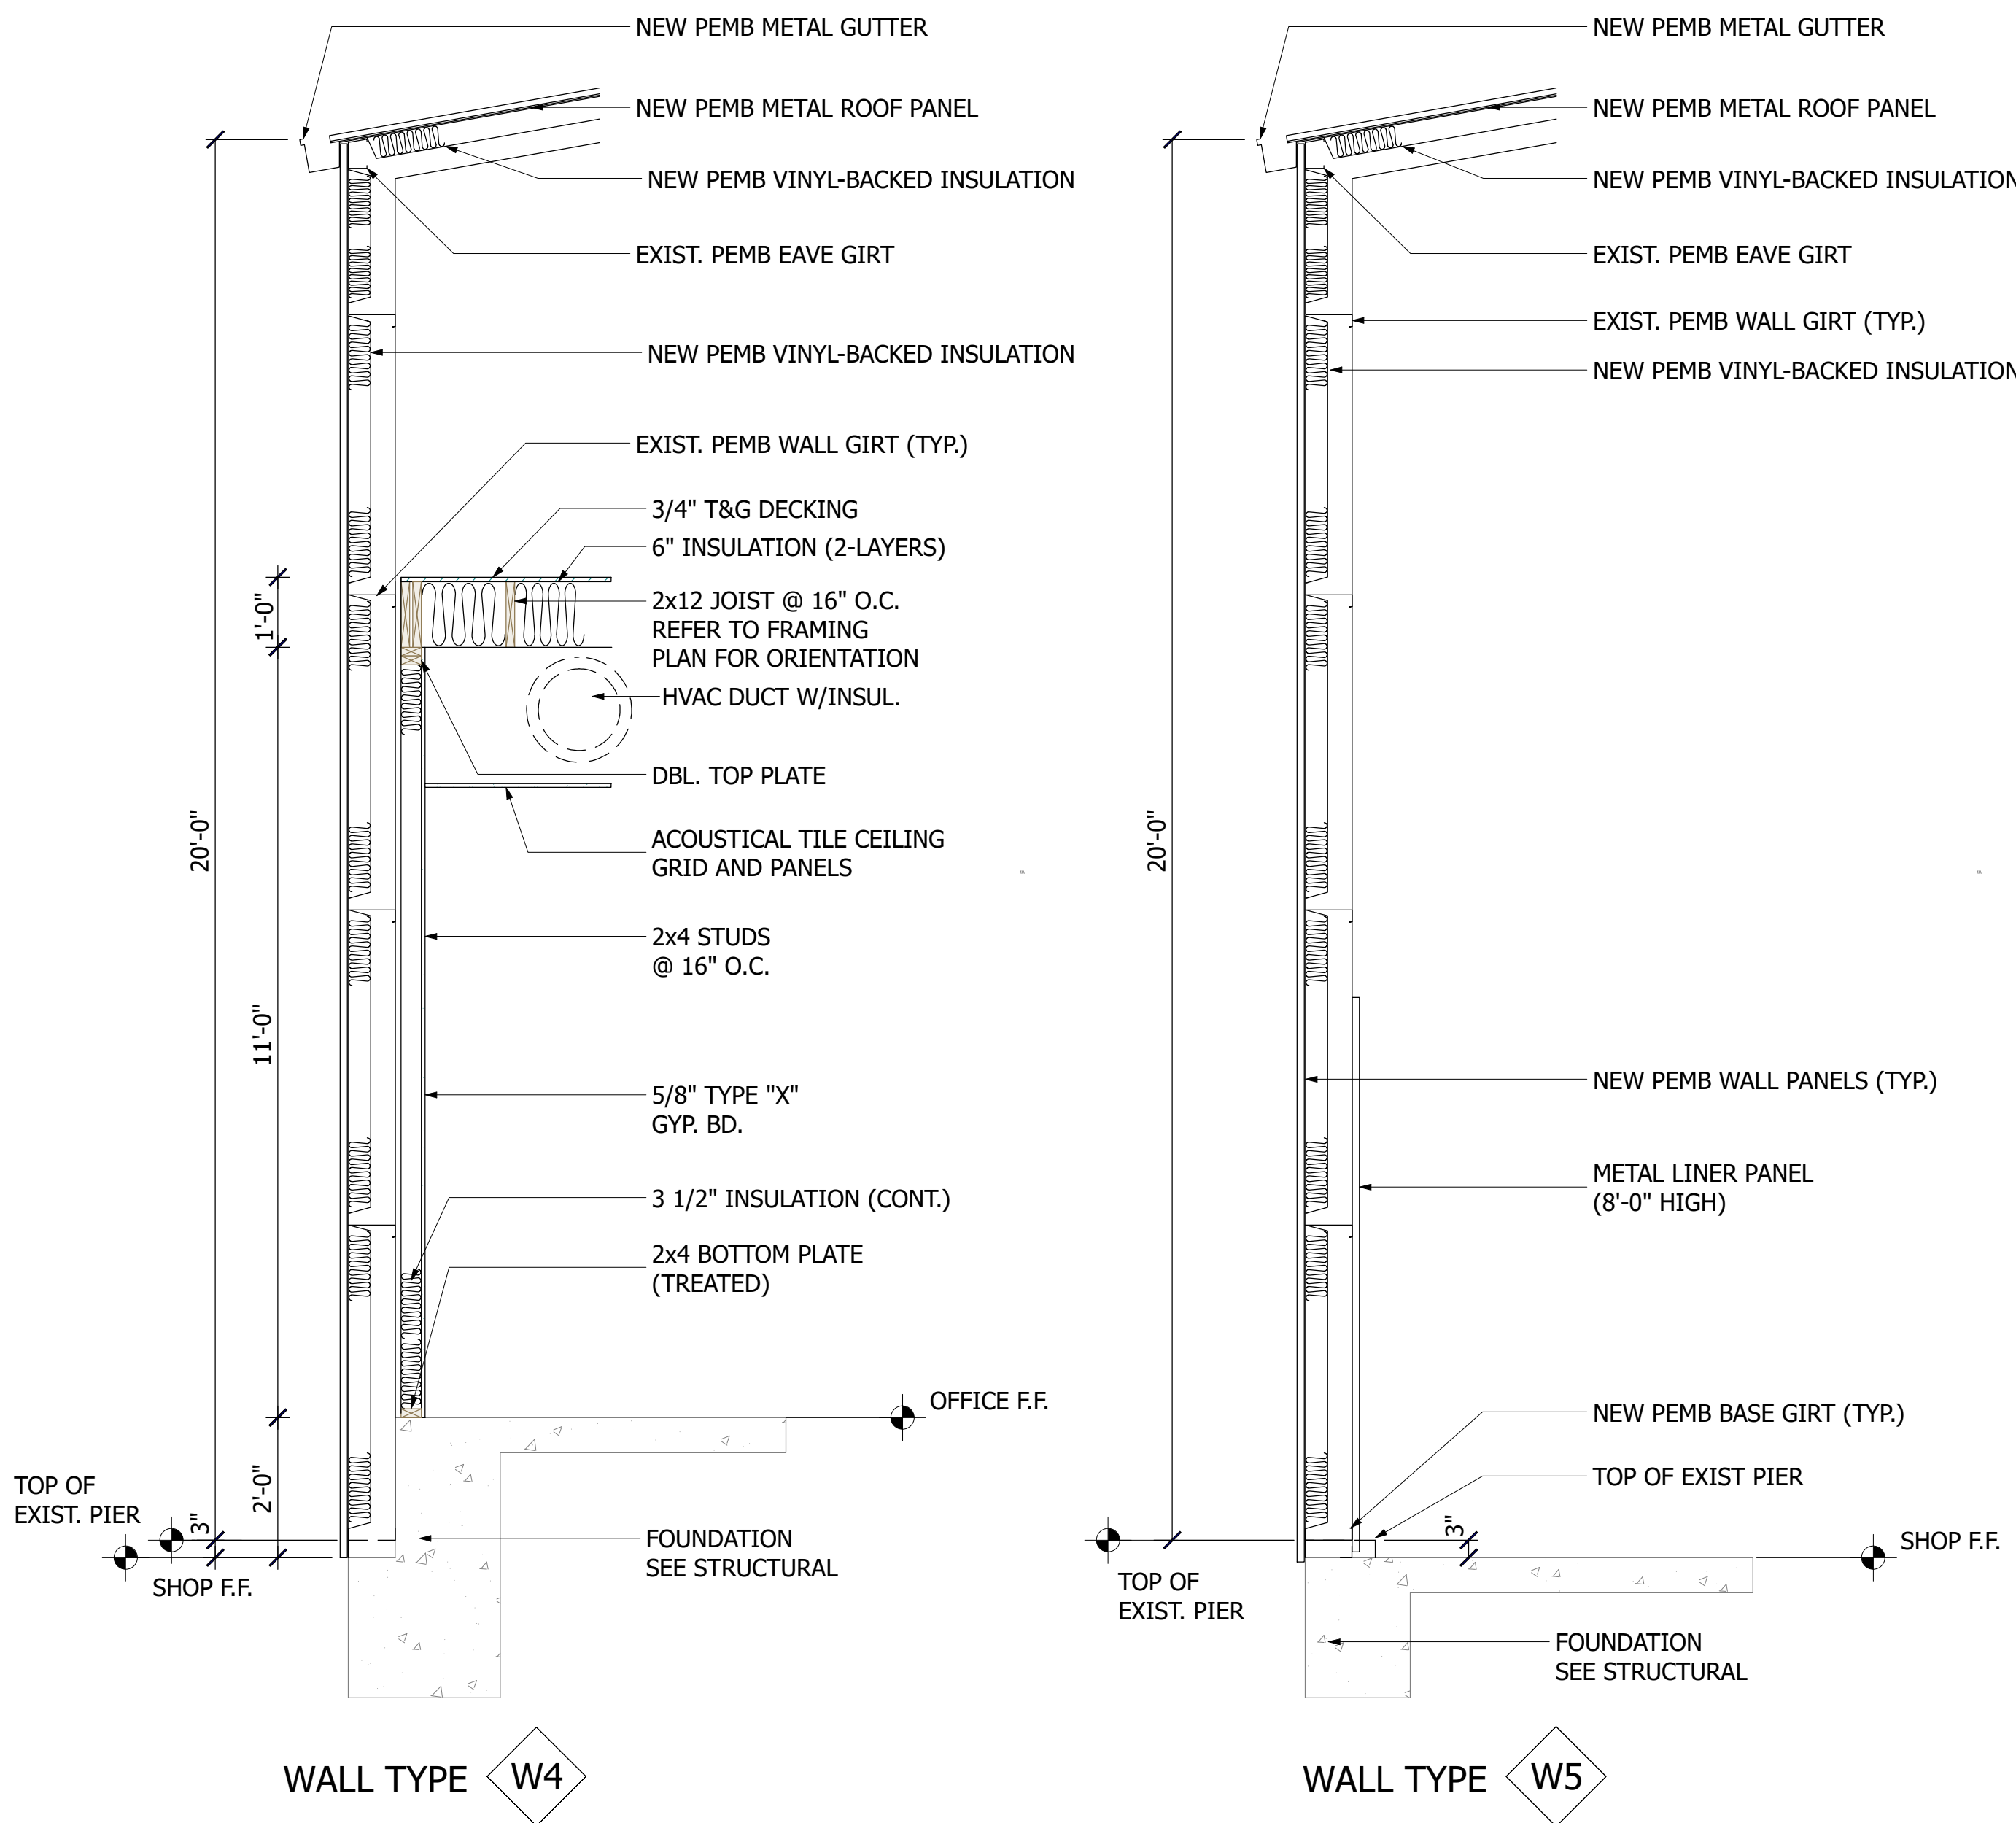 NEW PEMB METAL GUTTER
NEW PEMB METAL ROOF PANEL
NEW PEMB VINYL-BACKED INSULATION
EXIST. PEMB EAVE GIRT
NEW PEMB VINYL-BACKED INSULATION
EXIST. PEMB WALL GIRT (TYP.)
3/4" T&G DECKING
6" INSULATION (2-LAYERS)
2x12 JOIST @ 16" O.C.
REFER TO FRAMING
PLAN FOR ORIENTATION
HVAC DUCT W/INSUL.
DBL. TOP PLATE
ACOUSTICAL TILE CEILING
GRID AND PANELS
2x4 STUDS
@ 16" O.C.
5/8" TYPE "X"
GYP. BD.
3 1/2" INSULATION (CONT.)
2x4 BOTTOM PLATE
(TREATED)
OFFICE F.F.
FOUNDATION
SEE STRUCTURAL
1'-0"
20'-0"
11'-0"
2'-0"
3"
TOP OF
EXIST. PIER
SHOP F.F.
WALL TYPE W4
NEW PEMB METAL GUTTER
NEW PEMB METAL ROOF PANEL
NEW PEMB VINYL-BACKED INSULATION
EXIST. PEMB EAVE GIRT
EXIST. PEMB WALL GIRT (TYP.)
NEW PEMB VINYL-BACKED INSULATION
20'-0"
NEW PEMB WALL PANELS (TYP.)
METAL LINER PANEL
(8'-0" HIGH)
NEW PEMB BASE GIRT (TYP.)
TOP OF EXIST PIER
3"
SHOP F.F.
TOP OF
EXIST. PIER
FOUNDATION
SEE STRUCTURAL
WALL TYPE W5